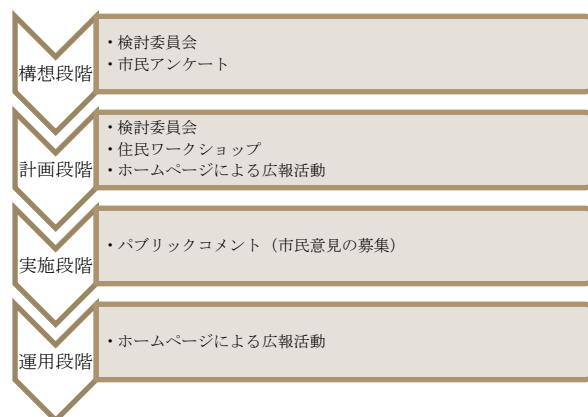 構想段階
・検討委員会
・市民アンケート
計画段階
・検討委員会
・住民ワークショップ
・ホームページによる広報活動
実施段階
・パブリックコメント（市民意見の募集）
運用段階
・ホームページによる広報活動